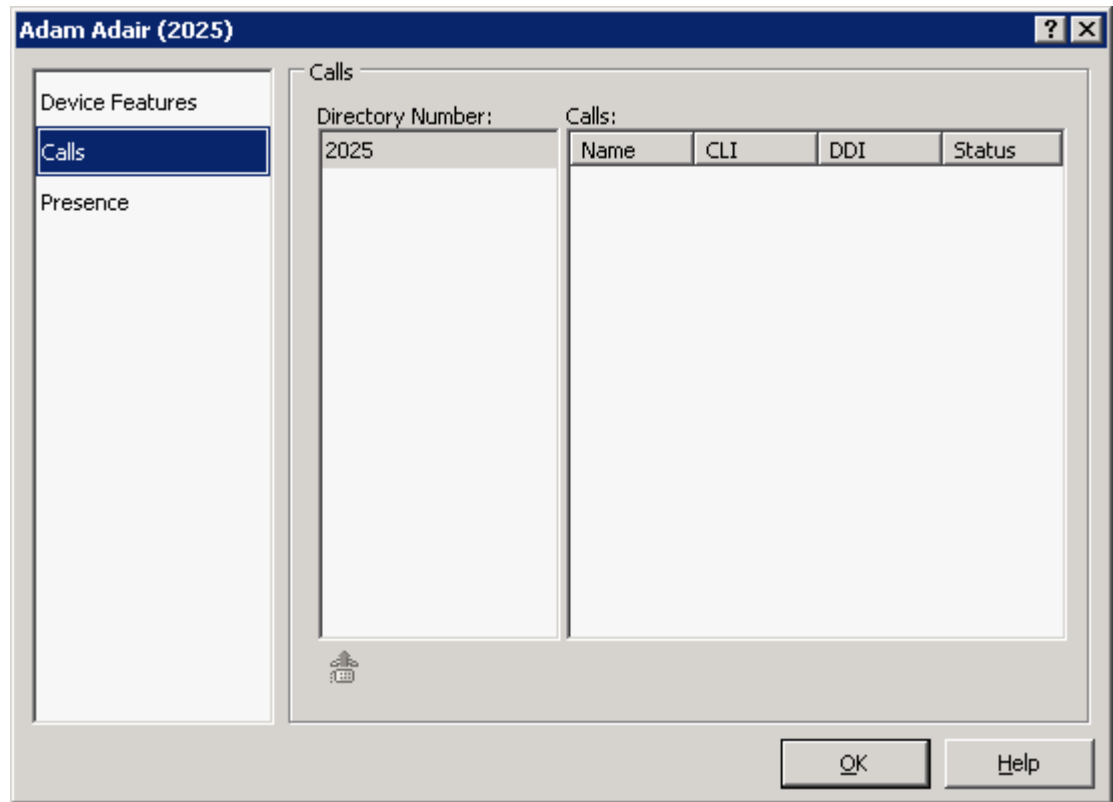 Adam Adair (2025)
Device Features
Calls
Presence
Calls
Directory Number:
2025
Calls:
Name CLI DDI Status
OK
Help